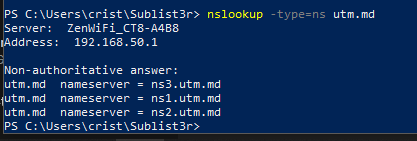 PS C:\Users\crist\Sublist3r> nslookup -type=ns utm.md
Server:  ZenWiFi_CT8-A4B8
Address:  192.168.50.1

Non-authoritative answer:
utm.md  nameserver = ns3.utm.md
utm.md  nameserver = ns1.utm.md
utm.md  nameserver = ns2.utm.md
PS C:\Users\crist\Sublist3r>